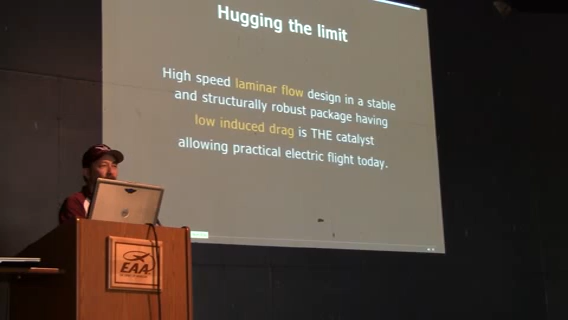 Hugging the limit
High speed laminar flow design in a stable
and structurally robust package having
low induced drag is THE catalyst
allowing practical electric flight today.
EAA